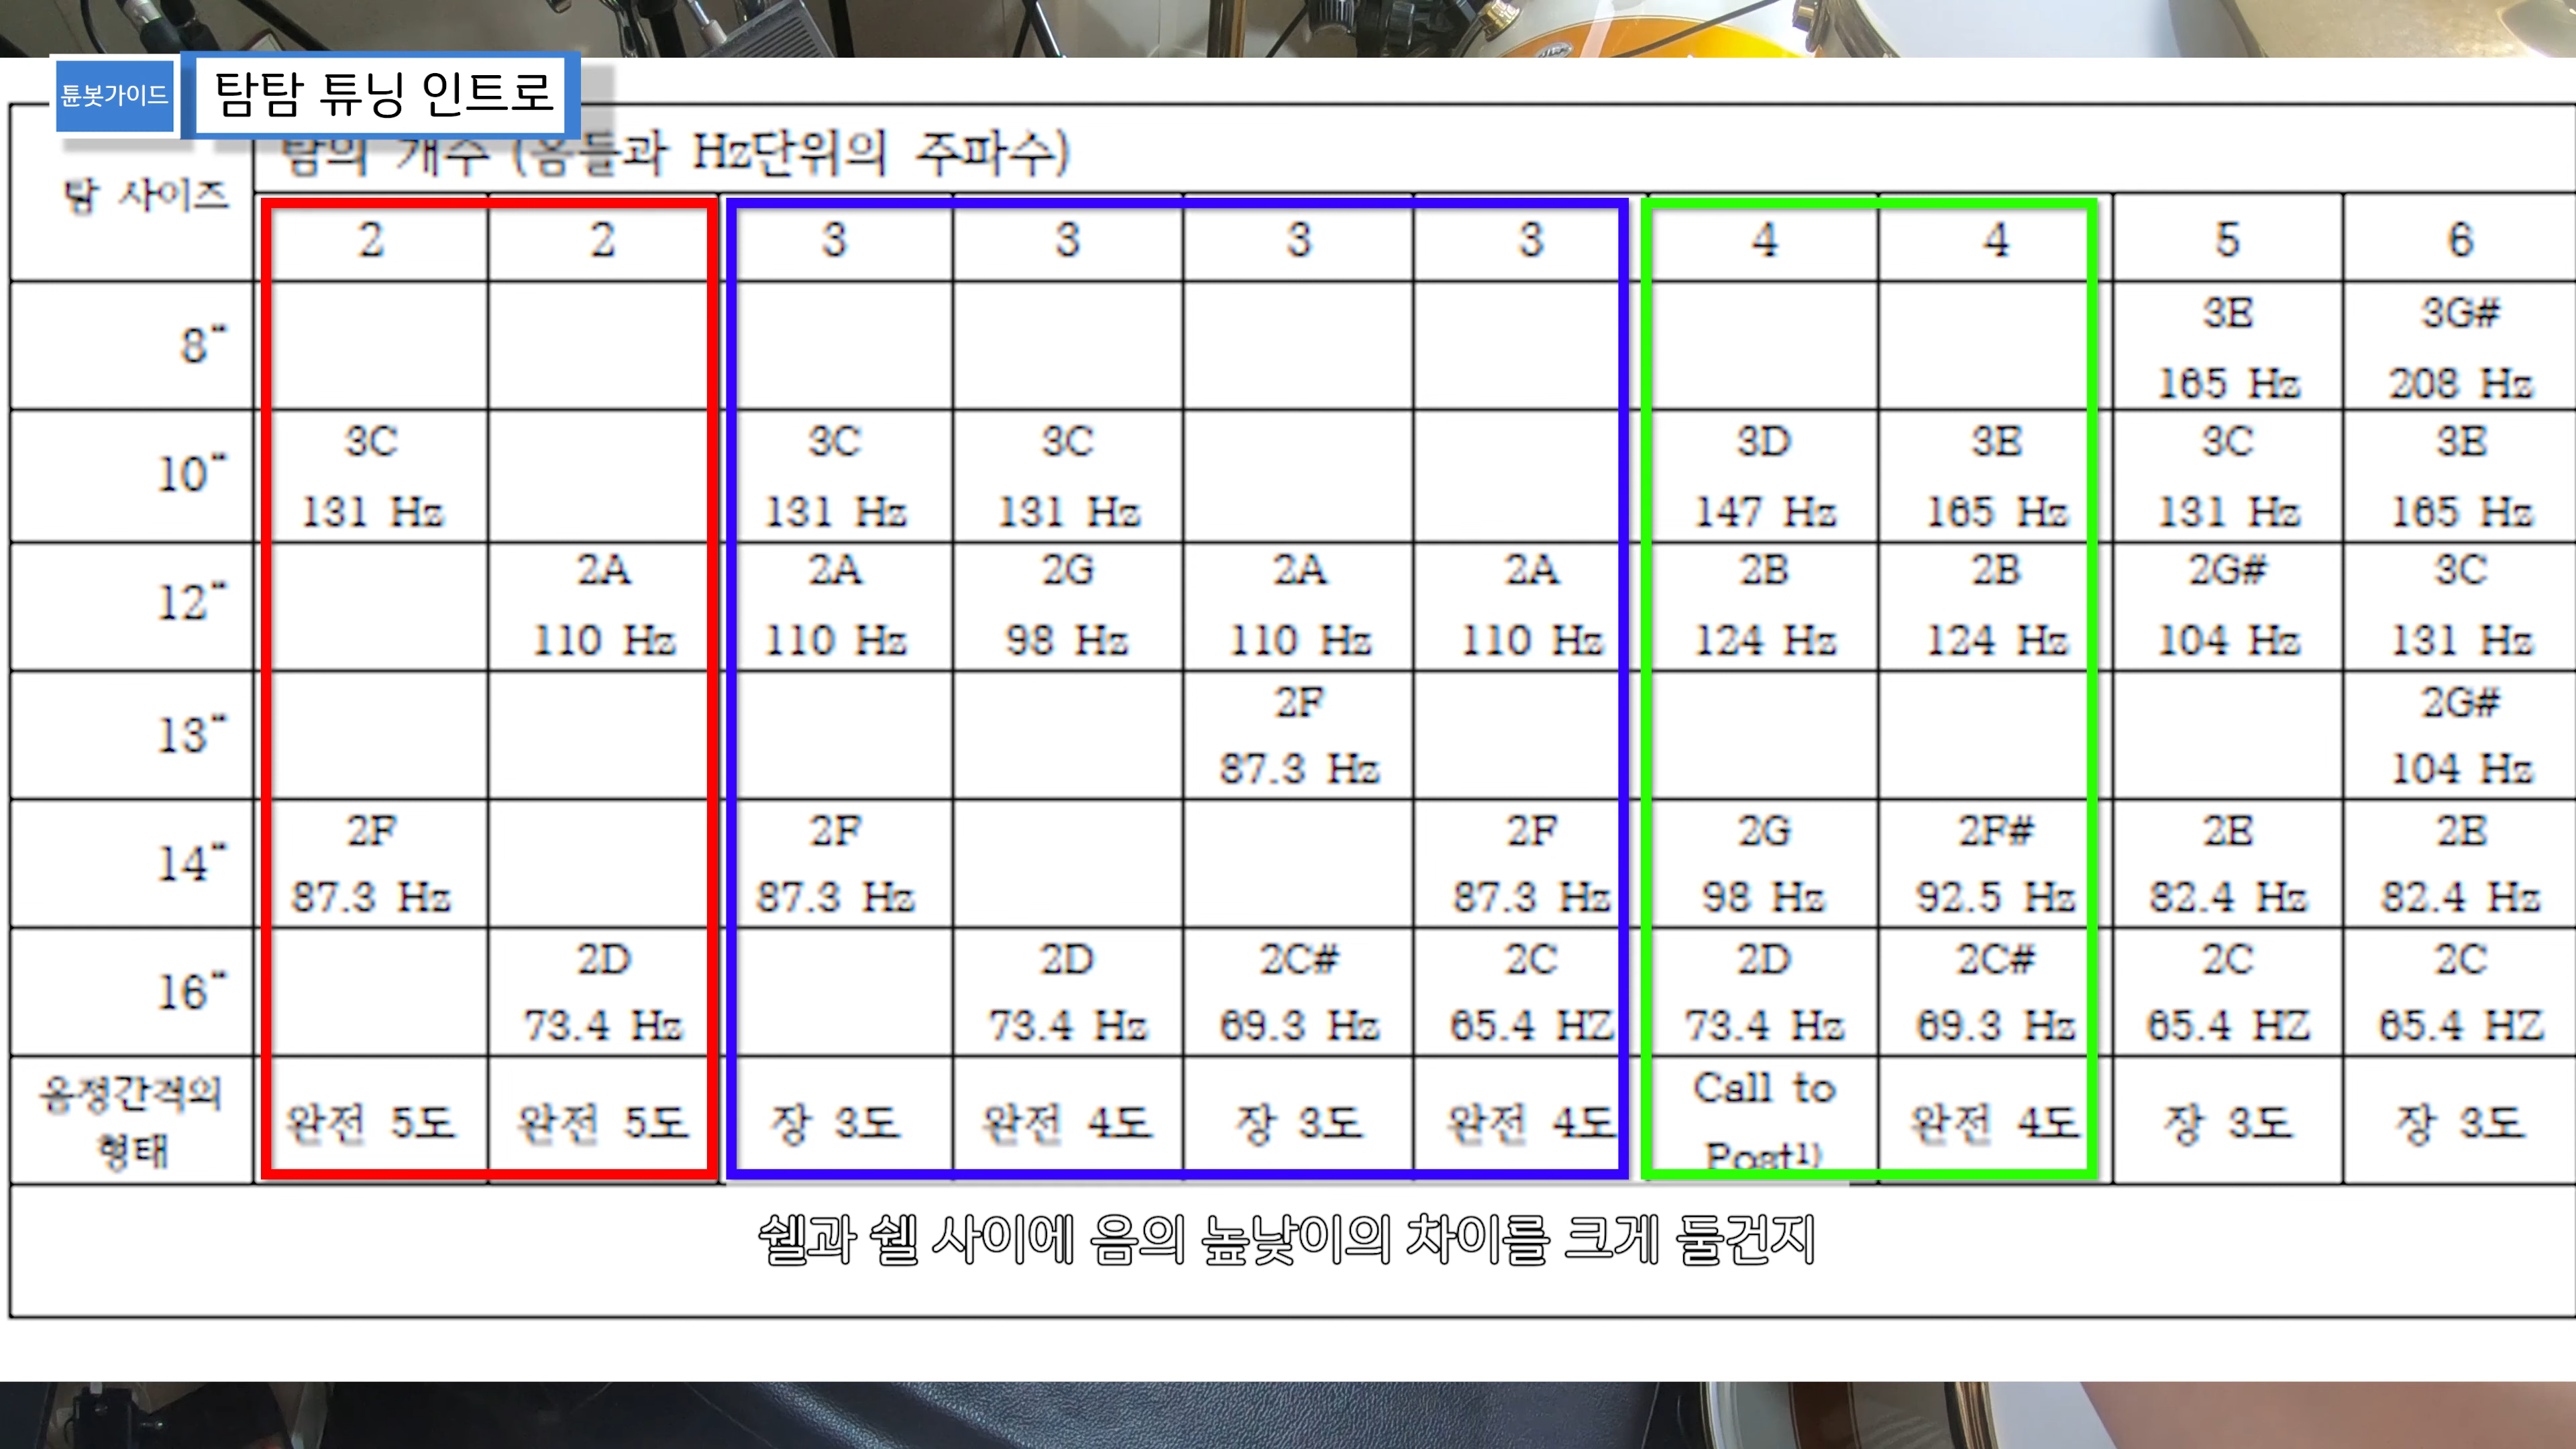 튠봇가이드
탐탐 튜닝 인트로
탐의 개수 (음들과 Hz단위의 주파수)
탐 사이즈
2 2 3 3 3 3 4 4 5 6
8" 3E 3G#
165 Hz 208 Hz
10" 3C 3C 3C 3D 3E 3C 3E
131 Hz 131 Hz 131 Hz 147 Hz 165 Hz 131 Hz 165 Hz
12" 2A 2A 2G 2A 2A 2B 2B 2G# 3C
110 Hz 110 Hz 98 Hz 110 Hz 110 Hz 124 Hz 124 Hz 104 Hz 131 Hz
13" 2F 2G#
87.3 Hz 104 Hz
14" 2F 2F 2F 2G 2F# 2E 2E
87.3 Hz 87.3 Hz 87.3 Hz 98 Hz 92.5 Hz 82.4 Hz 82.4 Hz
16" 2D 2D 2C# 2C 2D 2C# 2C 2C
73.4 Hz 73.4 Hz 69.3 Hz 65.4 HZ 73.4 Hz 69.3 Hz 65.4 HZ 65.4 HZ
음정간격의
형태
완전 5도 완전 5도 장 3도 완전 4도 장 3도 완전 4도 Call to Post1) 완전 4도 장 3도 장 3도
쉘과 쉘 사이에 음의 높낮이의 차이를 크게 둘건지